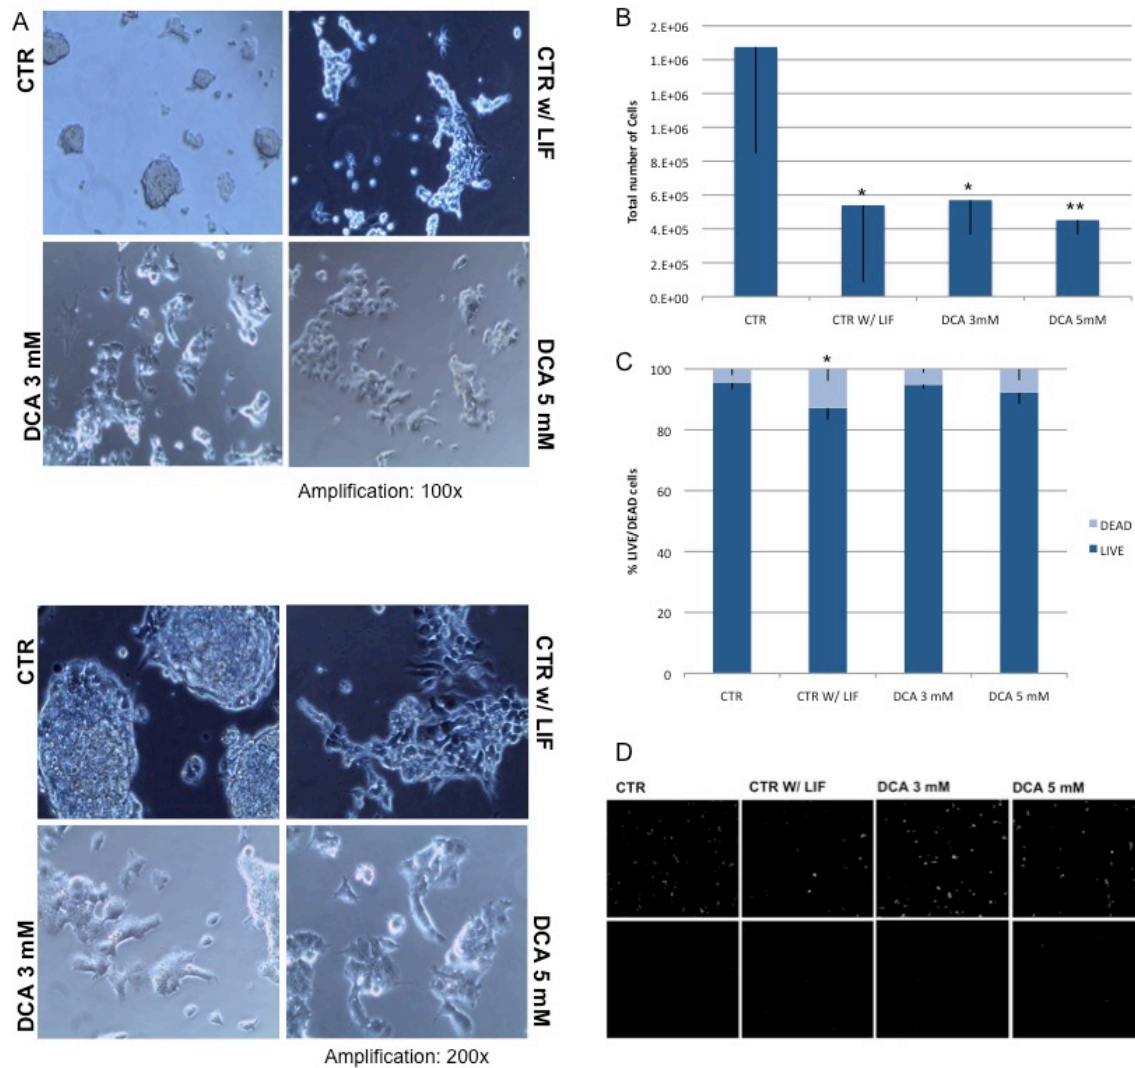 A
CTR
CTR w/ LIF
DCA 3 mM
DCA 5 mM
Amplification: 100x
CTR
CTR w/ LIF
DCA 3 mM
DCA 5 mM
Amplification: 200x
B
Total number of Cells
2.E+06
1.E+06
1.E+06
1.E+06
8.E+05
6.E+05
4.E+05
2.E+05
0.E+00
*
*
**
CTR
CTR W/ LIF
DCA 3mM
DCA 5mM
C
% LIVE/DEAD cells
100
80
60
40
20
0
*
DEAD
LIVE
CTR
CTR W/ LIF
DCA 3 mM
DCA 5 mM
D
CTR
CTR W/ LIF
DCA 3 mM
DCA 5 mM